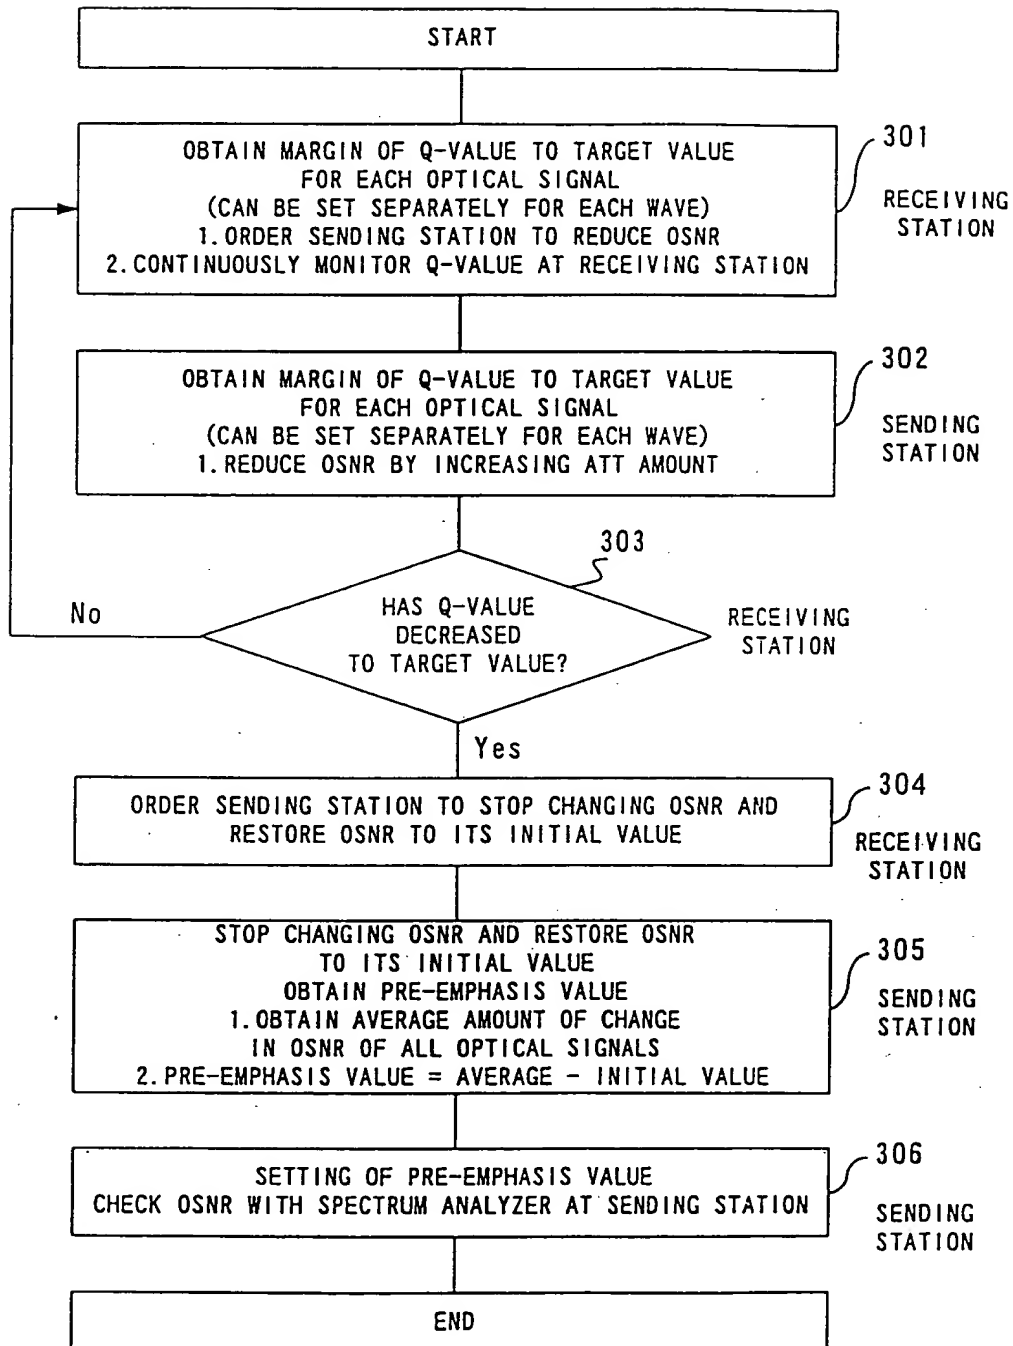 START
OBTAIN MARGIN OF Q-VALUE TO TARGET VALUE
FOR EACH OPTICAL SIGNAL
(CAN BE SET SEPARATELY FOR EACH WAVE)
1. ORDER SENDING STATION TO REDUCE OSNR
2. CONTINUOUSLY MONITOR Q-VALUE AT RECEIVING STATION
301
RECEIVING
STATION
OBTAIN MARGIN OF Q-VALUE TO TARGET VALUE
FOR EACH OPTICAL SIGNAL
(CAN BE SET SEPARATELY FOR EACH WAVE)
1. REDUCE OSNR BY INCREASING ATT AMOUNT
302
SENDING
STATION
303
HAS Q-VALUE
DECREASED
TO TARGET VALUE?
RECEIVING
STATION
No
Yes
ORDER SENDING STATION TO STOP CHANGING OSNR AND
RESTORE OSNR TO ITS INITIAL VALUE
304
RECEIVING
STATION
STOP CHANGING OSNR AND RESTORE OSNR
TO ITS INITIAL VALUE
OBTAIN PRE-EMPHASIS VALUE
1. OBTAIN AVERAGE AMOUNT OF CHANGE
IN OSNR OF ALL OPTICAL SIGNALS
2. PRE-EMPHASIS VALUE = AVERAGE - INITIAL VALUE
305
SENDING
STATION
SETTING OF PRE-EMPHASIS VALUE
CHECK OSNR WITH SPECTRUM ANALYZER AT SENDING STATION
306
SENDING
STATION
END